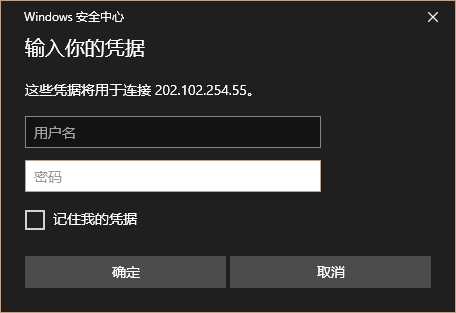 Windows 安全中心
输入你的凭据
这些凭据将用于连接 202.102.254.55。
用户名
密码
记住我的凭据
确定
取消